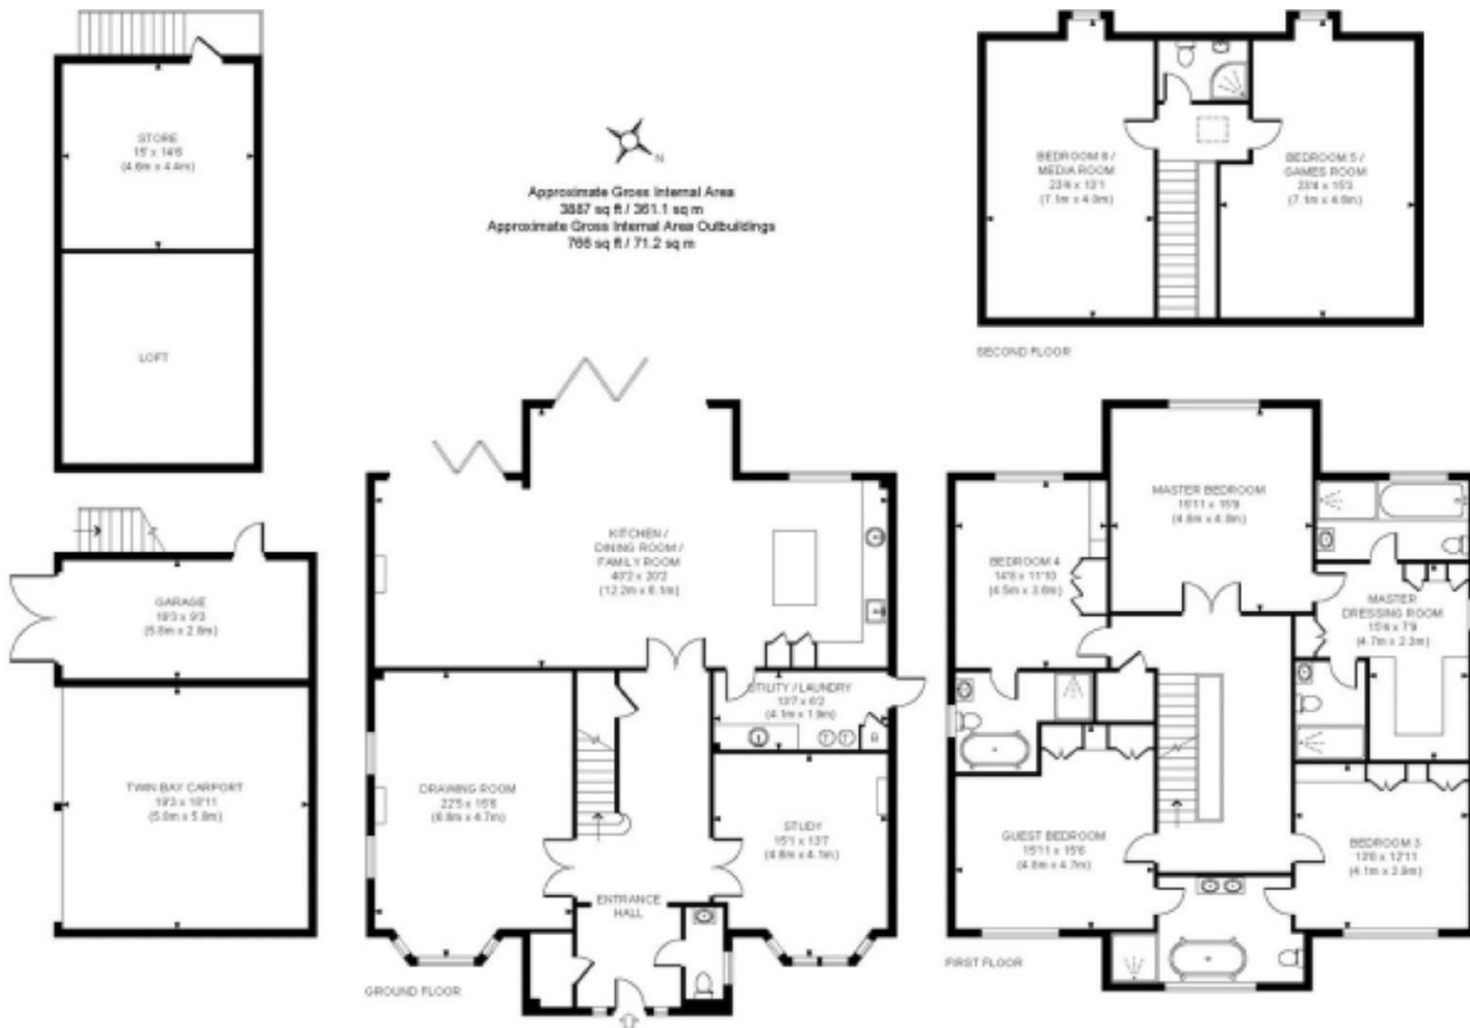 STORE
15' x 14'6
(4.6m x 4.4m)
LOFT
N
Approximate Gross Internal Area
3887 sq ft / 361.1 sq m
Approximate Gross Internal Area Outbuildings
766 sq ft / 71.2 sq m
BEDROOM 6 /
MEDIA ROOM
23'4 x 13'1
(7.1m x 4.0m)
BEDROOM 5 /
GAMES ROOM
23'4 x 15'3
(7.1m x 4.6m)
SECOND FLOOR
GARAGE
19'3 x 9'3
(5.8m x 2.8m)
TWIN BAY CARPORT
19'3 x 18'11
(5.8m x 5.8m)
KITCHEN /
DINING ROOM /
FAMILY ROOM
40'2 x 20'2
(12.2m x 6.1m)
UTILITY / LAUNDRY
13'7 x 6'2
(4.1m x 1.9m)
T T
B
DRAWING ROOM
22'5 x 15'6
(6.8m x 4.7m)
STUDY
15'1 x 13'7
(4.6m x 4.1m)
ENTRANCE
HALL
GROUND FLOOR
MASTER BEDROOM
15'11 x 15'9
(4.8m x 4.8m)
BEDROOM 4
14'8 x 11'10
(4.5m x 3.6m)
MASTER
DRESSING ROOM
15'4 x 7'9
(4.7m x 2.3m)
GUEST BEDROOM
15'11 x 15'6
(4.8m x 4.7m)
BEDROOM 3
13'6 x 12'11
(4.1m x 3.9m)
FIRST FLOOR